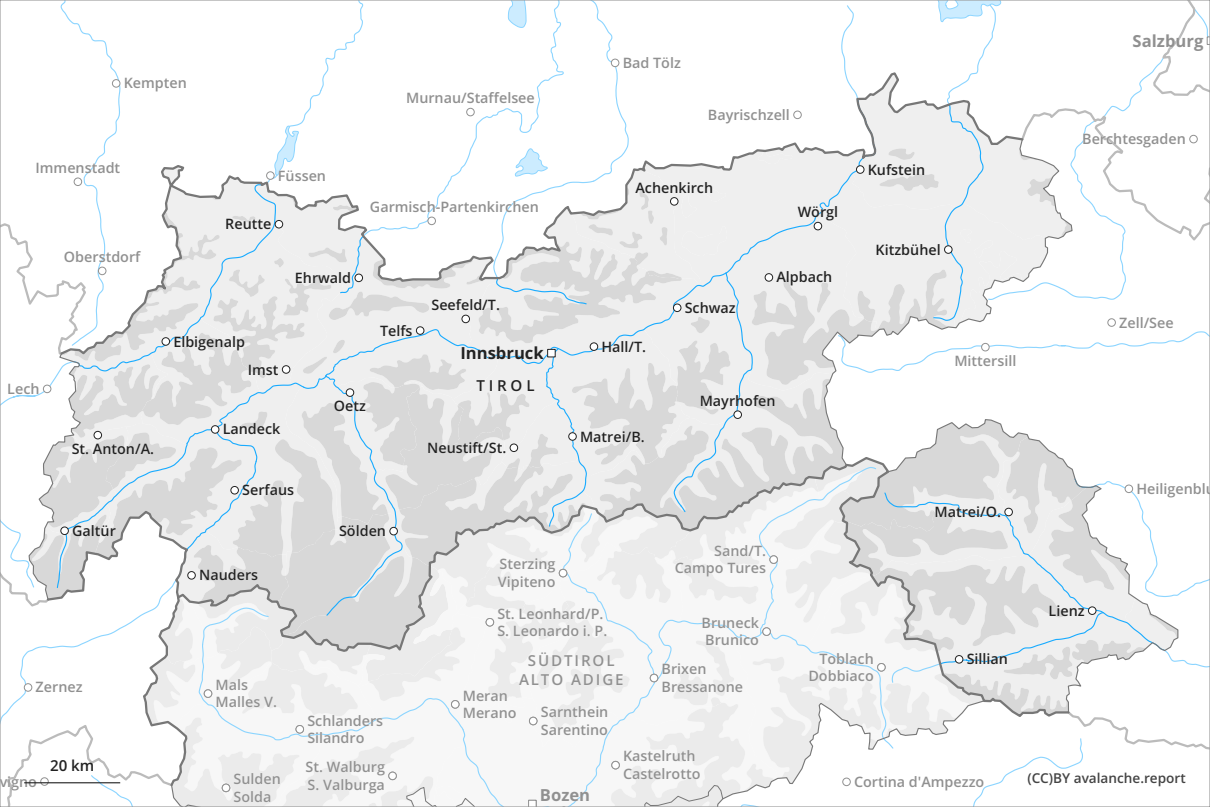 Salzburg
Bad Tölz
Kempten
Murnau/Staffelsee
Bayrischzell
Berchtesgaden
Immenstadt
Füssen
Kufstein
Achenkirch
Garmisch-Partenkirchen
Wörgl
Reutte
Kitzbühel
Oberstdorf
Ehrwald
Alpbach
Seefeld/T.
Schwaz
Zell/See
Telfs
Elbigenalp
Hall/T.
Innsbruck
Mittersill
Imst
TIROL
Lech
Oetz
Mayrhofen
Landeck
Matrei/B.
St. Anton/A.
Neustift/St.
Serfaus
Heiligenblu
Matrei/O.
Galtür
Sölden
Sand/T.
Campo Tures
Sterzing
Vipiteno
Nauders
Lienz
St. Leonhard/P.
S. Leonardo i. P.
Bruneck
Brunico
SÜDTIROL
ALTO ADIGE
Toblach
Dobbiaco
Sillian
Brixen
Bressanone
Zernez
Mals
Malles V.
Meran
Merano
Sarnthein
Sarentino
Schlanders
Silandro
Kastelruth
Castelrotto
20 km
St. Walburg
S. Valburga
vigno
Sulden
Solda
Cortina d'Ampezzo
(CC)BY avalanche.report
Bozen